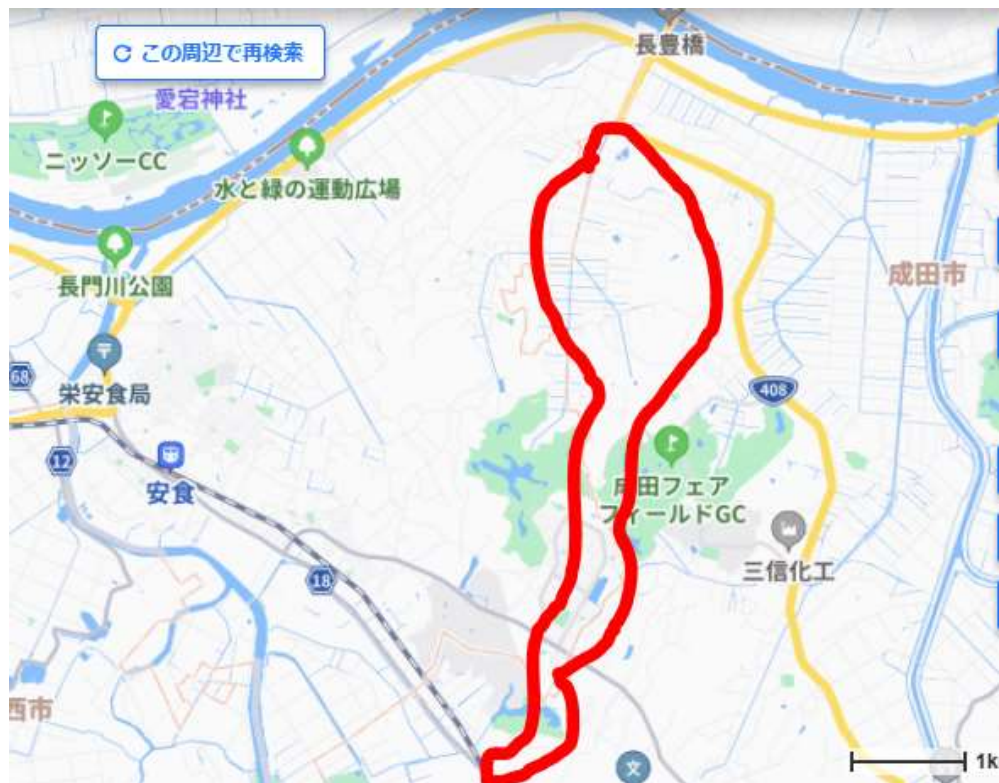 長豊橋
この周辺で再検索
愛宕神社
ニッソーCC
水と緑の運動広場
長門川公園
成田市
68
栄安食局
408
12
安食
成田フェア
フィールドGC
三信化工
18
西市
文
1k